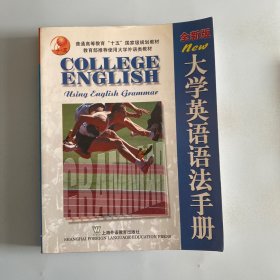 普通高等教育"十五"国家级规划教材
教育部推荐使用大学外语类教材
COLLEGE
ENGLISH
Using English Grammar
GRAMMAR
上海外语教育出版社
SHANGHAI FOREIGN LANGUAGE EDUCATION PRESS
全新版
New
大学英语语法手册